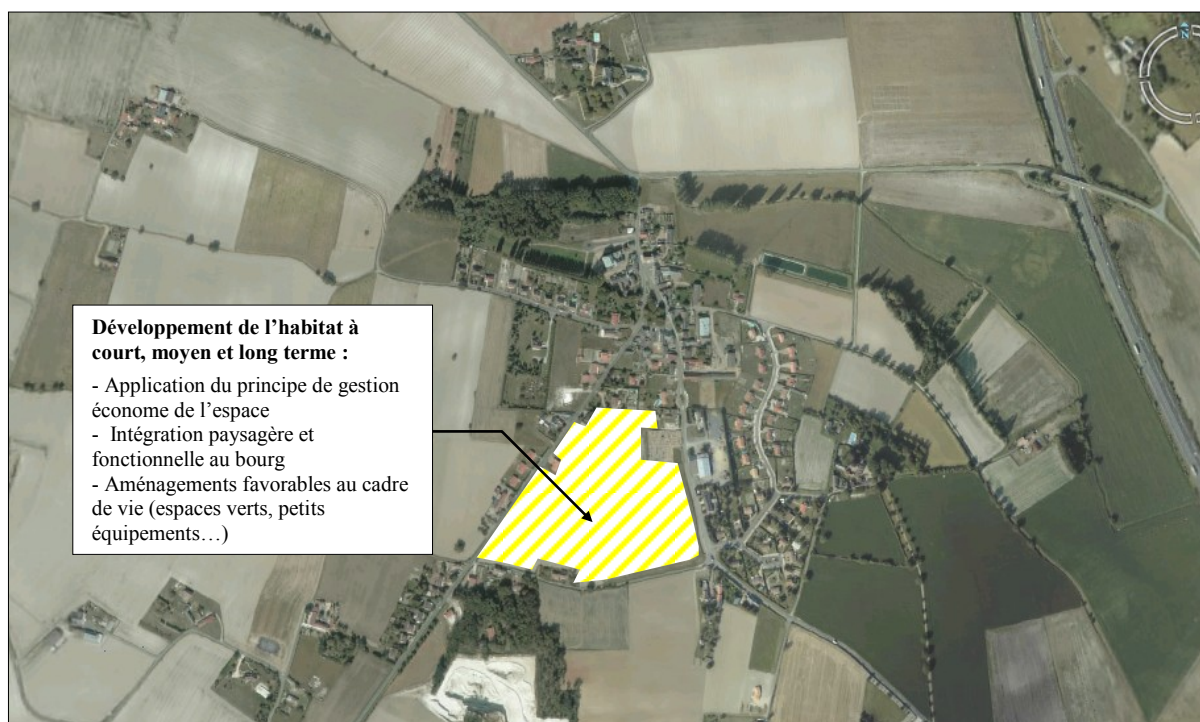 Développement de l’habitat à
court, moyen et long terme :
- Application du principe de gestion
économe de l’espace
- Intégration paysagère et
fonctionnelle au bourg
- Aménagements favorables au cadre
de vie (espaces verts, petits
équipements…)
N